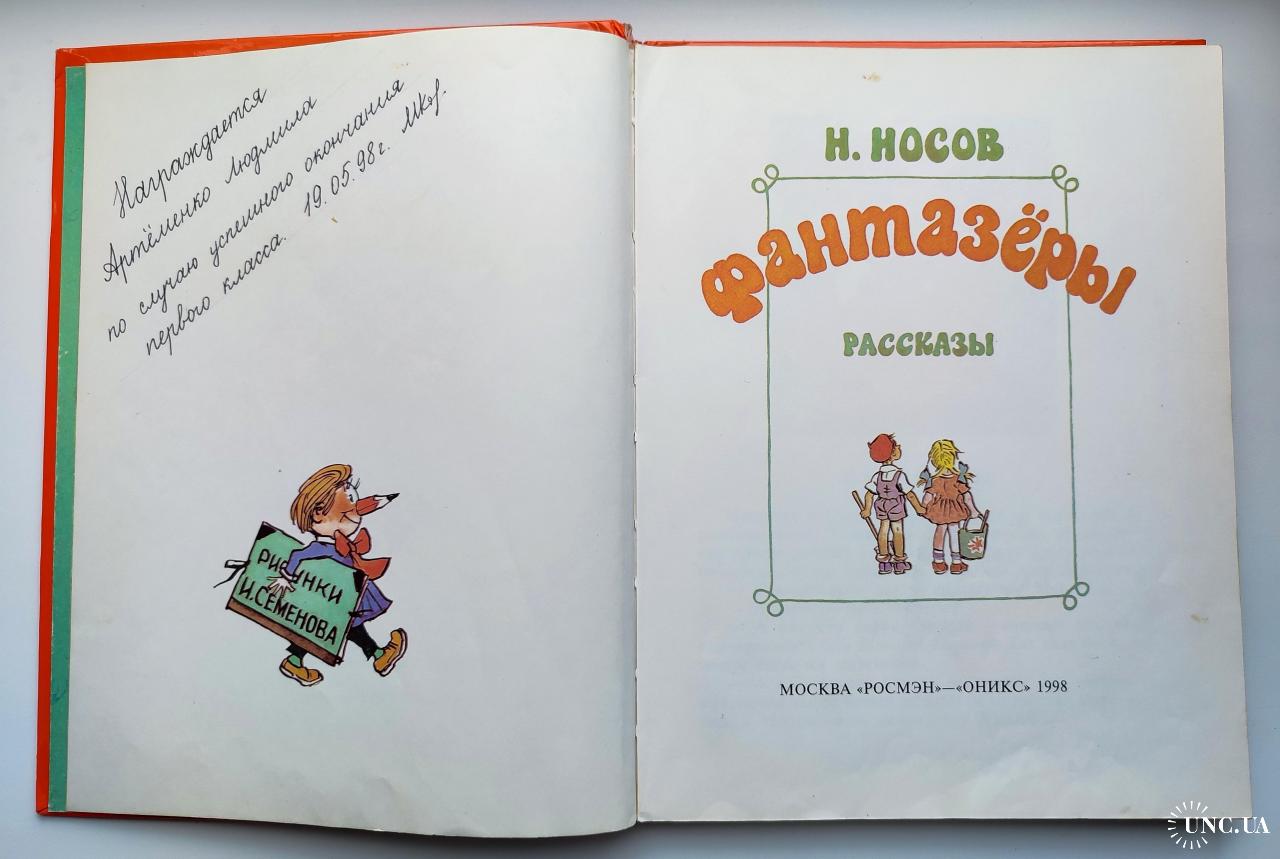 Награждается
Артёменко Людмила
по случаю успешного окончания
первого класса. 19.05.98г.
РИСУНКИ
И.СЕМЕНОВА
Н. НОСОВ
Фантазёры
РАССКАЗЫ
МОСКВА «РОСМЭН»—«ОНИКС» 1998
UNC.UA